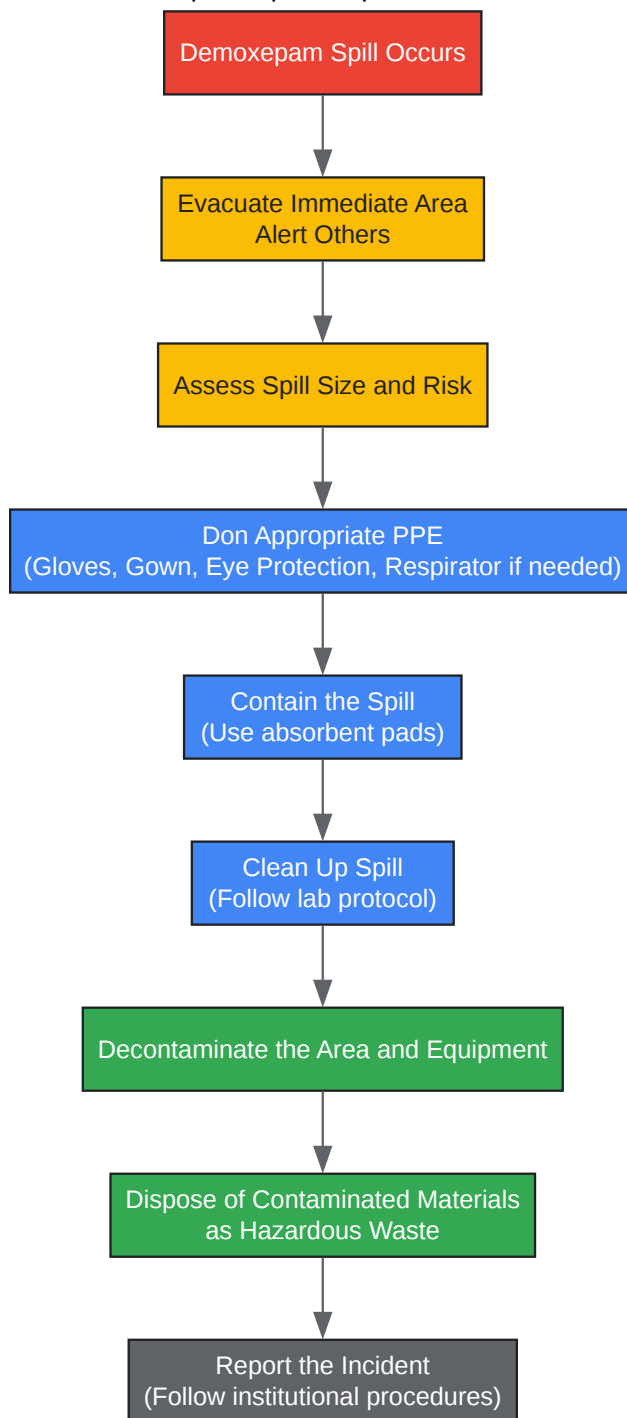 Demoxepam Spill Occurs
Evacuate Immediate Area
Alert Others
Assess Spill Size and Risk
Don Appropriate PPE
(Gloves, Gown, Eye Protection, Respirator if needed)
Contain the Spill
(Use absorbent pads)
Clean Up Spill
(Follow lab protocol)
Decontaminate the Area and Equipment
Dispose of Contaminated Materials
as Hazardous Waste
Report the Incident
(Follow institutional procedures)